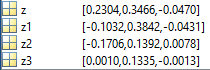 z [0.2304,0.3466,-0.0470]
z1 [-0.1032,0.3842,-0.0431]
z2 [-0.1706,0.1392,0.0078]
z3 [0.0010,0.1335,-0.0013]